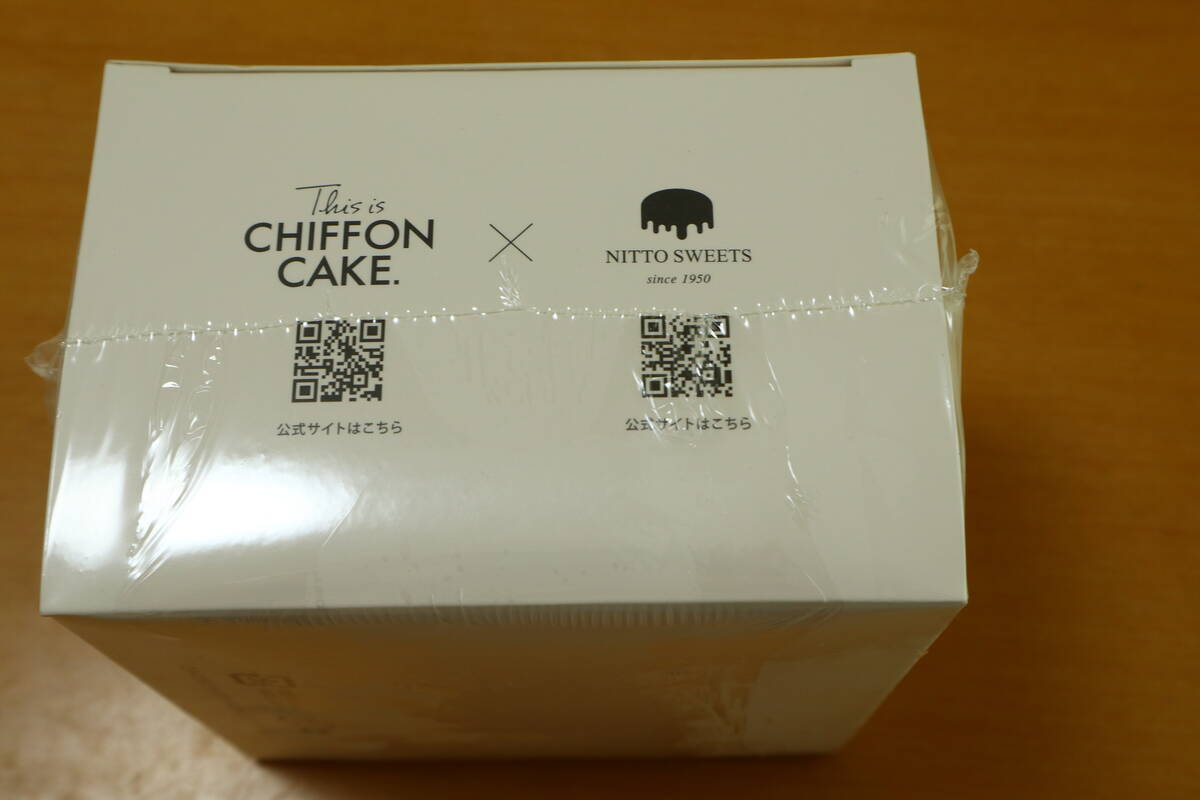 This is
CHIFFON
CAKE.
×
NITTO SWEETS
since 1950
公式サイトはこちら
公式サイトはこちら